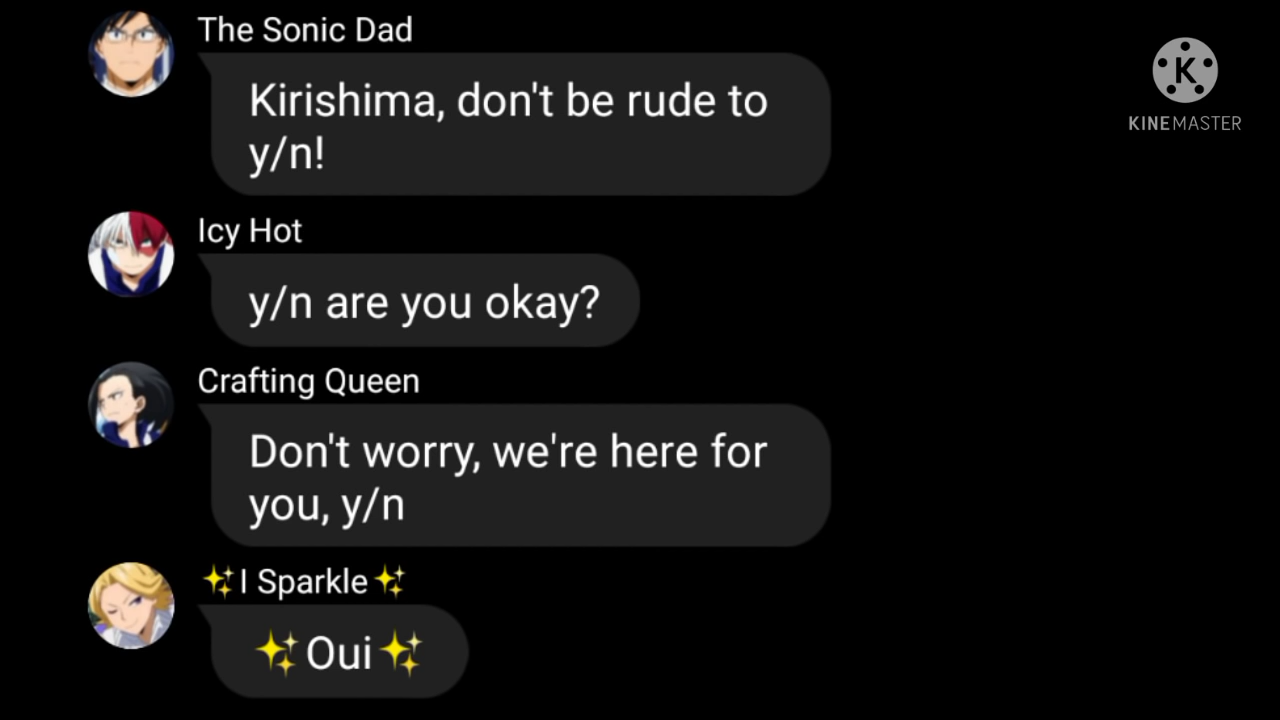 The Sonic Dad
Kirishima, don't be rude to
y/n!
K
KINEMASTER
Icy Hot
y/n are you okay?
Crafting Queen
Don't worry, we're here for
you, y/n
✨I Sparkle✨
✨Oui✨